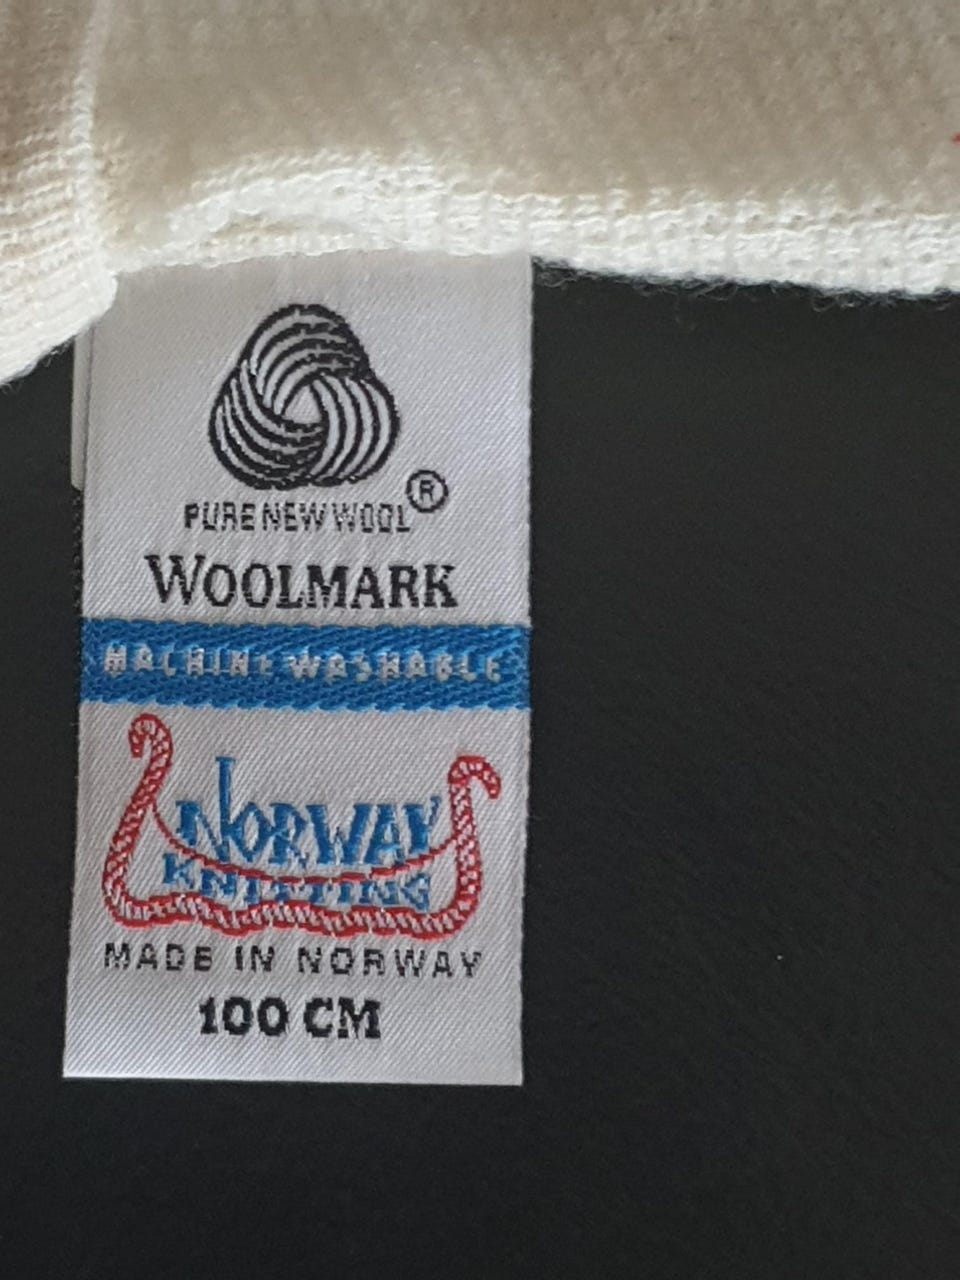 ®
PURE NEW WOOL
WOOLMARK
MACHINE WASHABLE
NORWAY
KNITTING
MADE IN NORWAY
100 CM